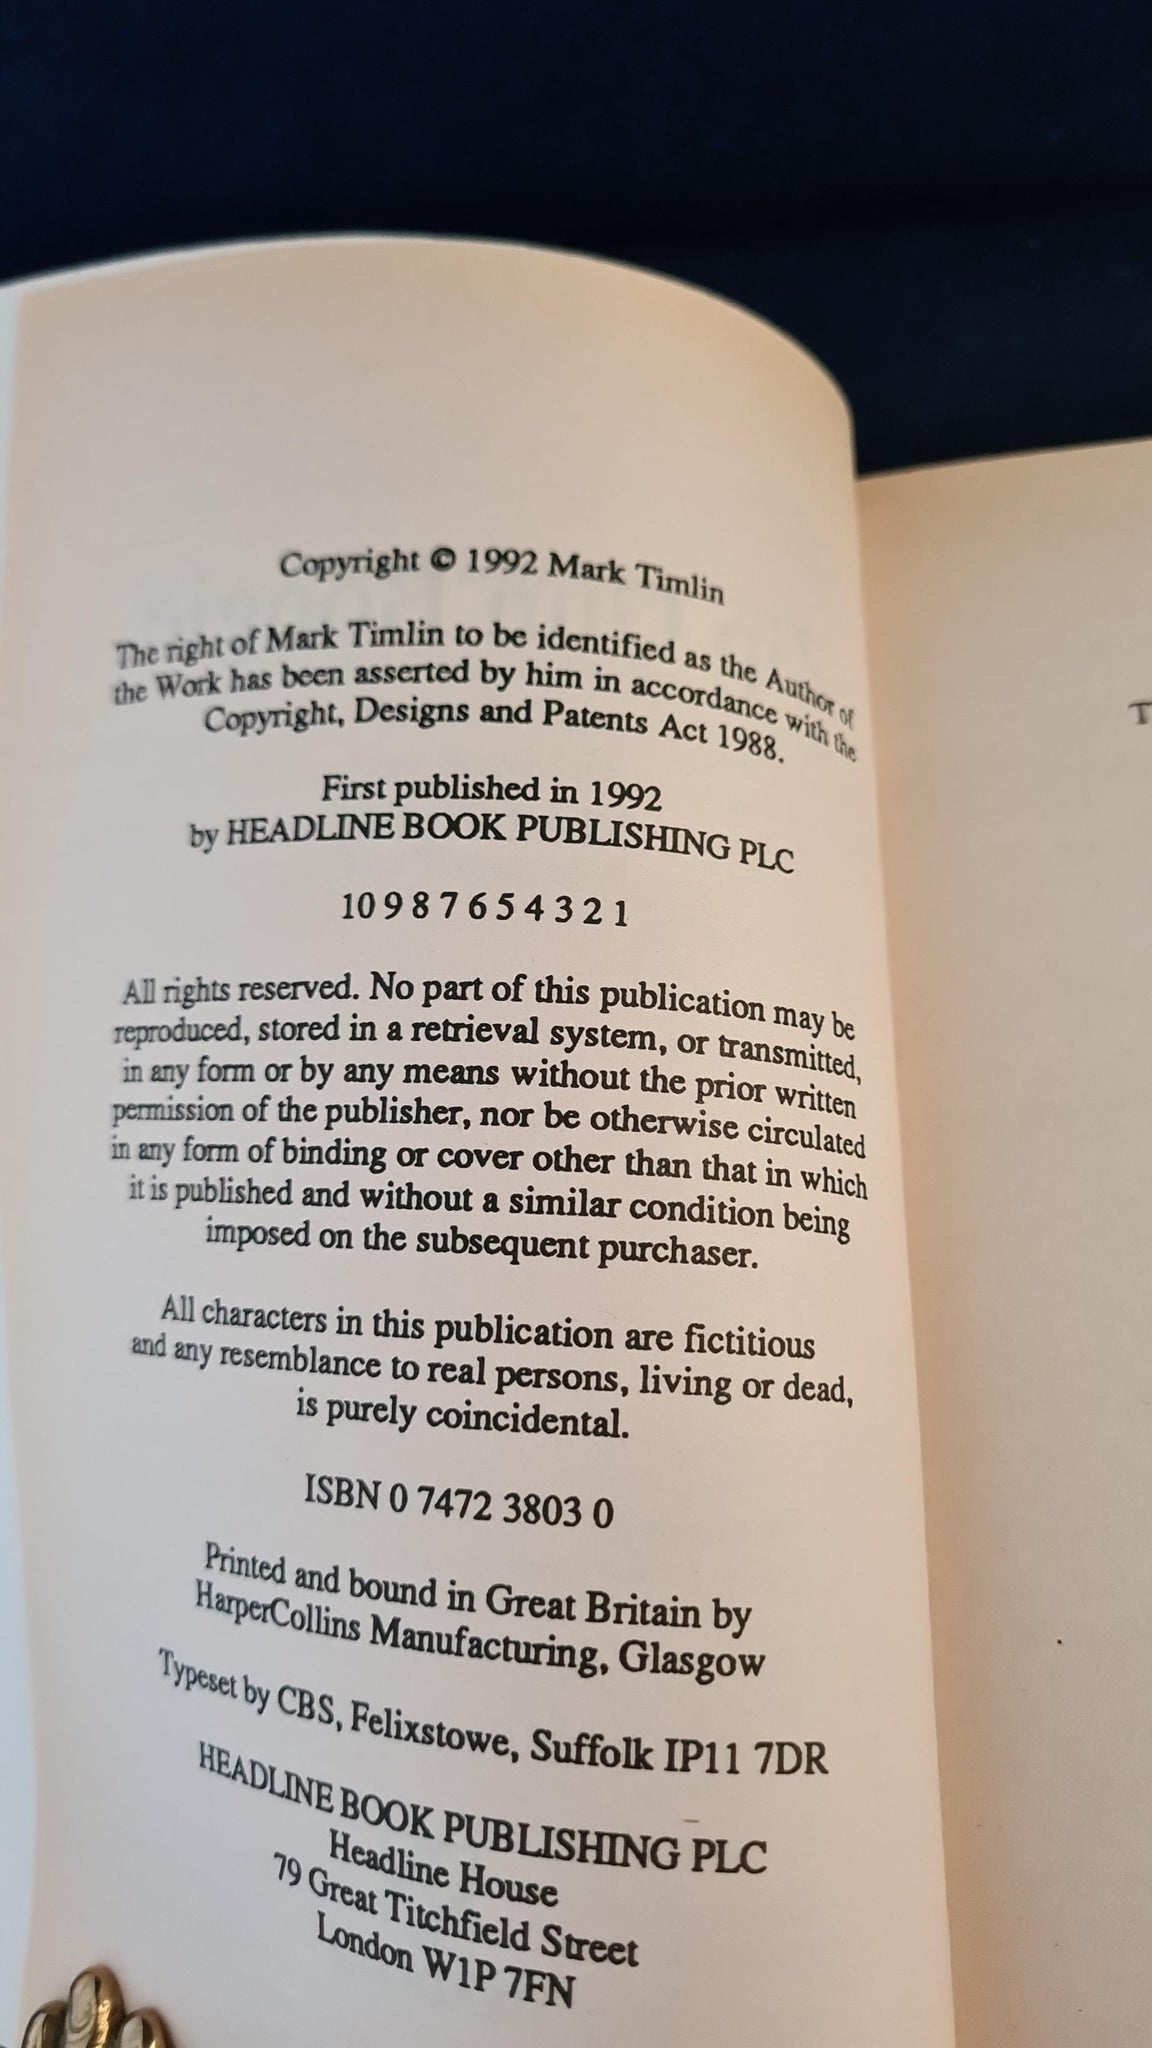 Copyright © 1992 Mark Timlin
The right of Mark Timlin to be identified as the Author of
the Work has been asserted by him in accordance with the
Copyright, Designs and Patents Act 1988.
First published in 1992
by HEADLINE BOOK PUBLISHING PLC
10 9 8 7 6 5 4 3 2 1
All rights reserved. No part of this publication may be
reproduced, stored in a retrieval system, or transmitted,
in any form or by any means without the prior written
permission of the publisher, nor be otherwise circulated
in any form of binding or cover other than that in which
it is published and without a similar condition being
imposed on the subsequent purchaser.
All characters in this publication are fictitious
and any resemblance to real persons, living or dead,
is purely coincidental.
ISBN 0 7472 3803 0
Printed and bound in Great Britain by
HarperCollins Manufacturing, Glasgow
Typeset by CBS, Felixstowe, Suffolk IP11 7DR
HEADLINE BOOK PUBLISHING PLC
Headline House
79 Great Titchfield Street
London W1P 7FN